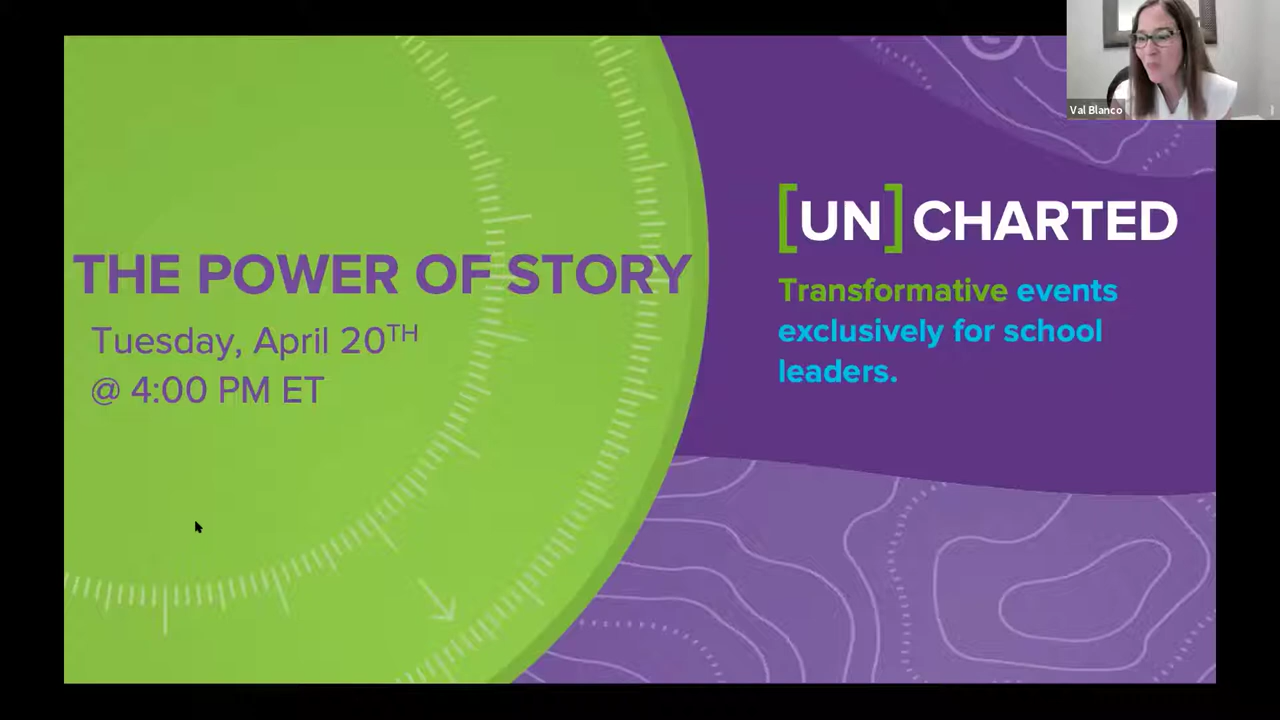 THE POWER OF STORY
Tuesday, April 20TH
@ 4:00 PM ET
[UN] CHARTED
Transformative events
exclusively for school
leaders.
Val Blanco